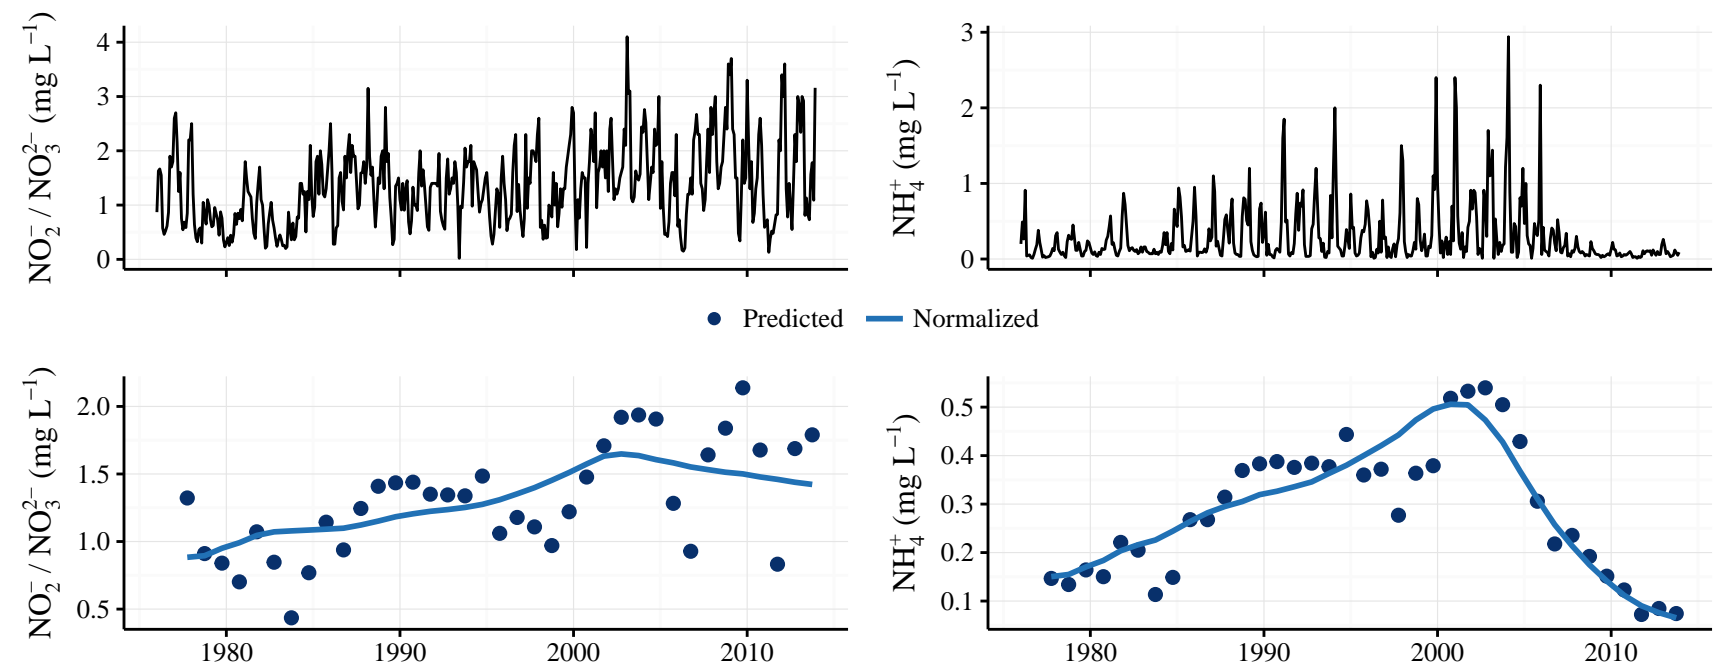 NO₂⁻ / NO₃²⁻ (mg L⁻¹)
4
3
2
1
0
NH₄⁺ (mg L⁻¹)
3
2
1
0
Predicted Normalized
NO₂⁻ / NO₃²⁻ (mg L⁻¹)
2.0
1.5
1.0
0.5
1980 1990 2000 2010
NH₄⁺ (mg L⁻¹)
0.5
0.4
0.3
0.2
0.1
1980 1990 2000 2010